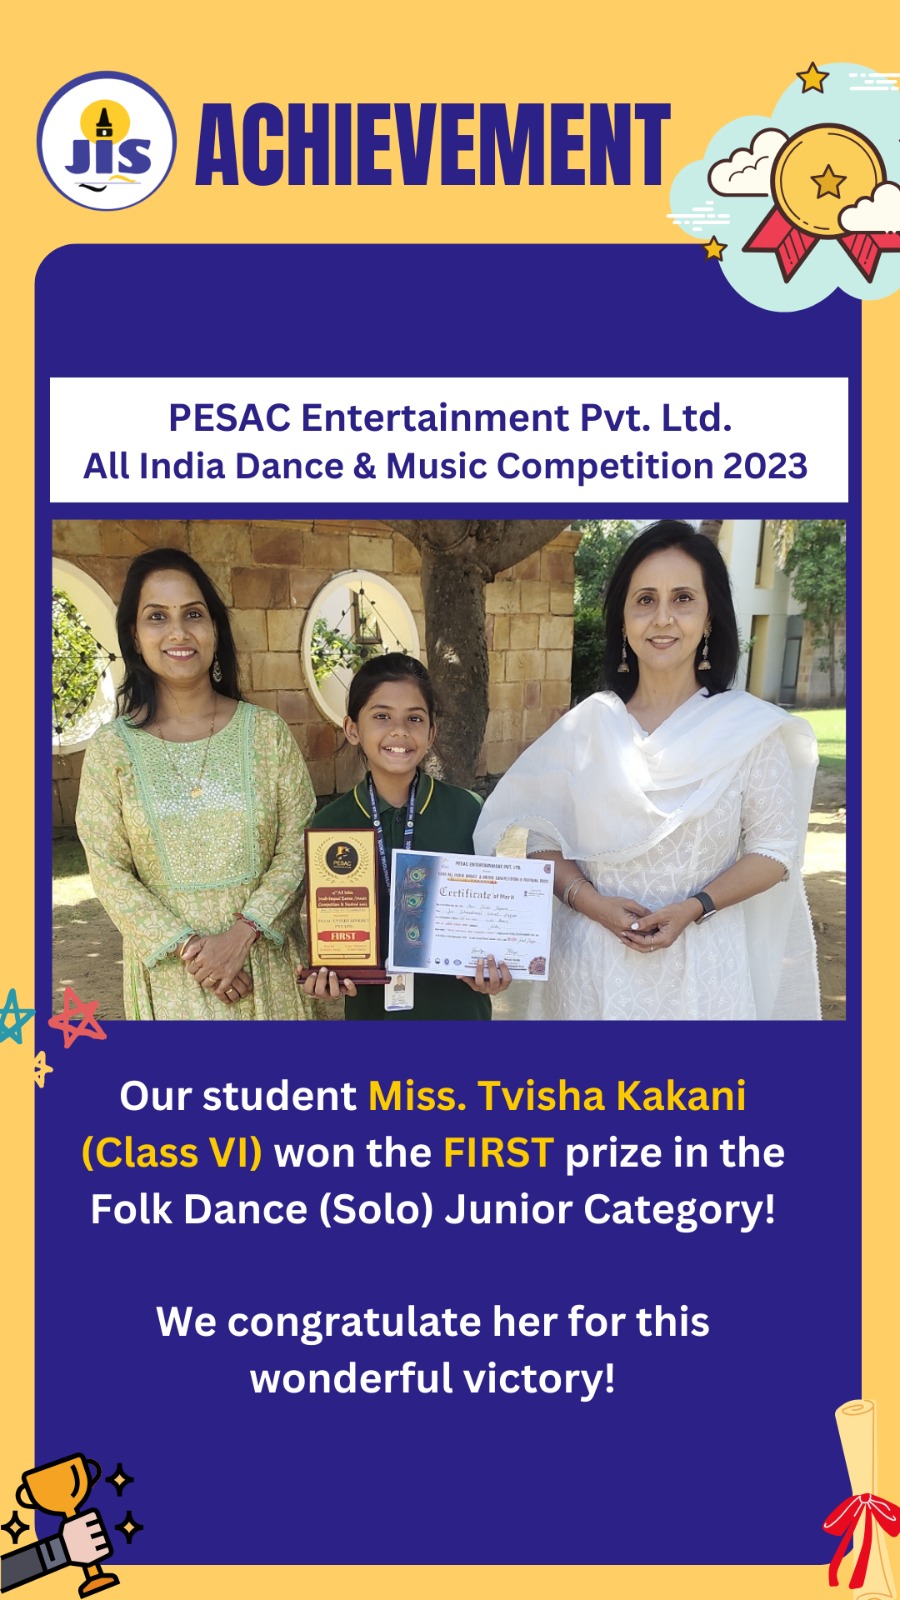 JIS
ACHIEVEMENT
PESAC Entertainment Pvt. Ltd.
All India Dance & Music Competition 2023
PESAC
FIRST
PESAC ENTERTAINMENT PVT. LTD.
Certificate of Merit
Our student Miss. Tvisha Kakani
(Class VI) won the FIRST prize in the
Folk Dance (Solo) Junior Category!
We congratulate her for this
wonderful victory!